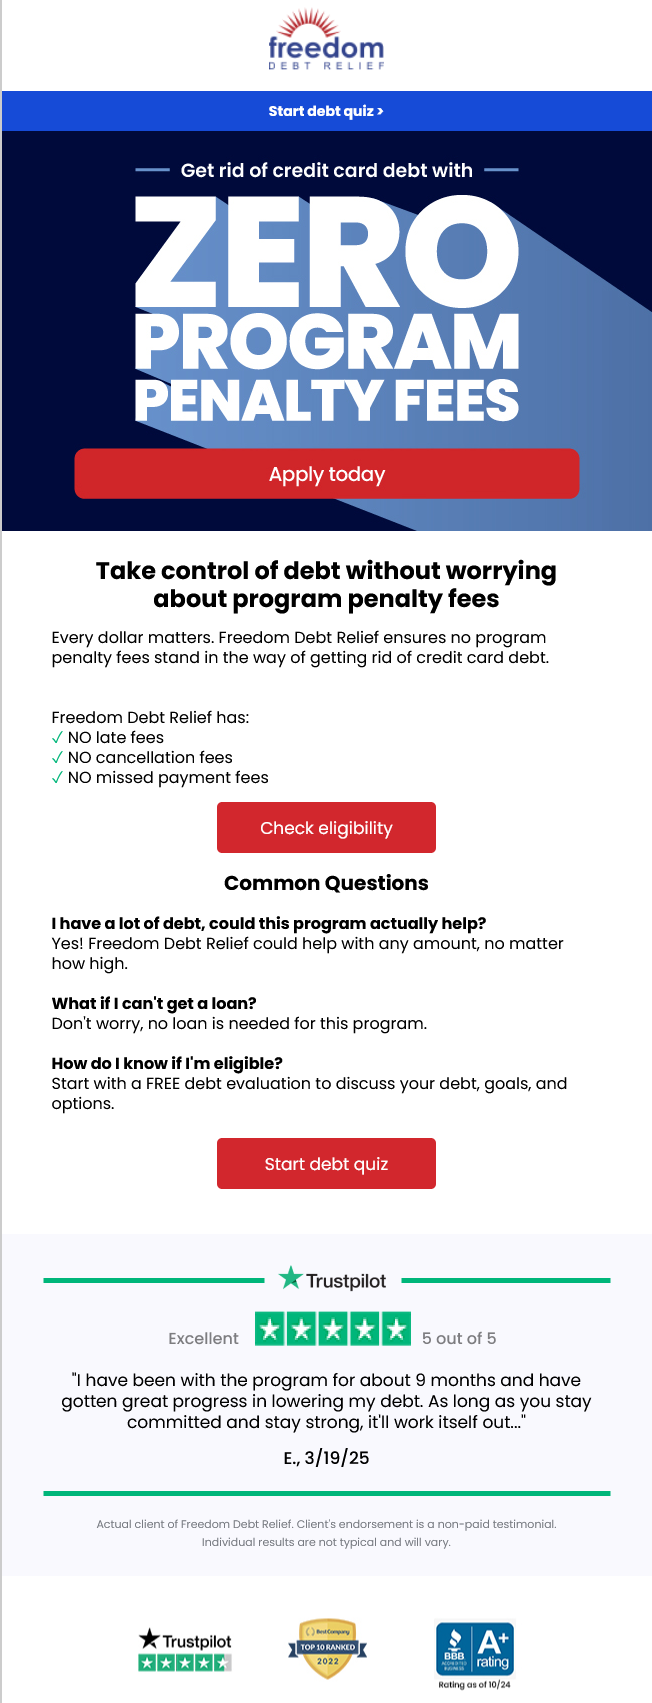 freedom
DEBT RELIEF
Start debt quiz >
Get rid of credit card debt with
ZERO
PROGRAM
PENALTY FEES
Apply today
Take control of debt without worrying
about program penalty fees
Every dollar matters. Freedom Debt Relief ensures no program
penalty fees stand in the way of getting rid of credit card debt.
Freedom Debt Relief has:
✓ NO late fees
✓ NO cancellation fees
✓ NO missed payment fees
Check eligibility
Common Questions
I have a lot of debt, could this program actually help?
Yes! Freedom Debt Relief could help with any amount, no matter
how high.
What if I can't get a loan?
Don't worry, no loan is needed for this program.
How do I know if I'm eligible?
Start with a FREE debt evaluation to discuss your debt, goals, and
options.
Start debt quiz
Trustpilot
Excellent 5 out of 5
"I have been with the program for about 9 months and have
gotten great progress in lowering my debt. As long as you stay
committed and stay strong, it'll work itself out..."
E., 3/19/25
Actual client of Freedom Debt Relief. Client's endorsement is a non-paid testimonial.
Individual results are not typical and will vary.
Trustpilot
BestCompany
TOP 10 RANKED
2022
BBB
ACCREDITED
BUSINESS
A+
rating
Rating as of 10/24